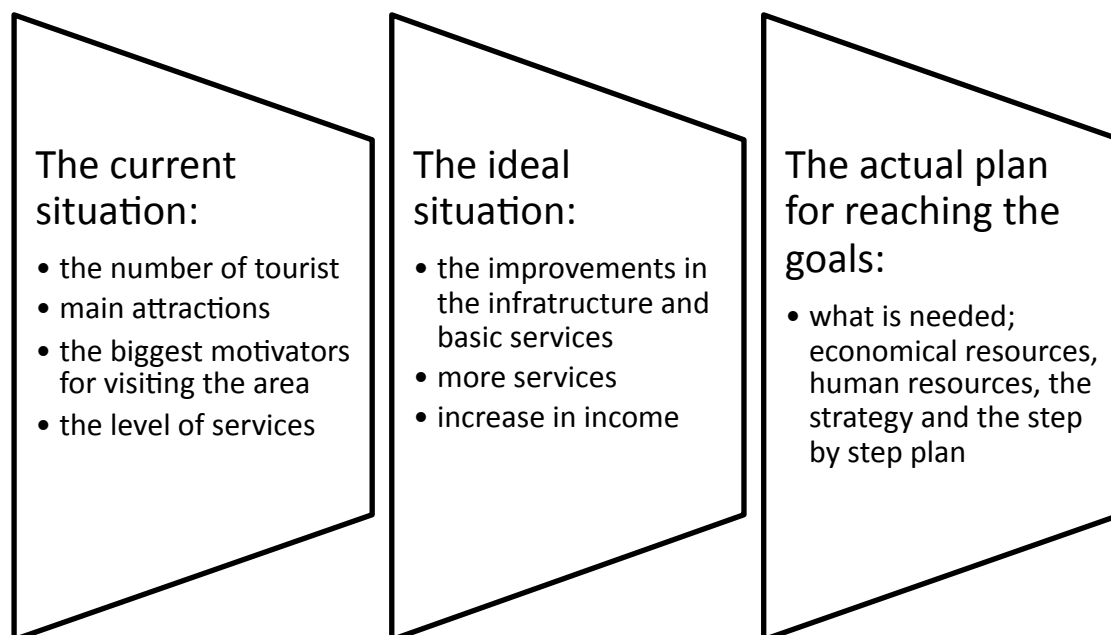 The current
situation:
• the number of tourist
• main attractions
• the biggest motivators
for visiting the area
• the level of services
The ideal
situation:
• the improvements in
the infratructure and
basic services
• more services
• increase in income
The actual plan
for reaching the
goals:
• what is needed;
economical resources,
human resources, the
strategy and the step
by step plan